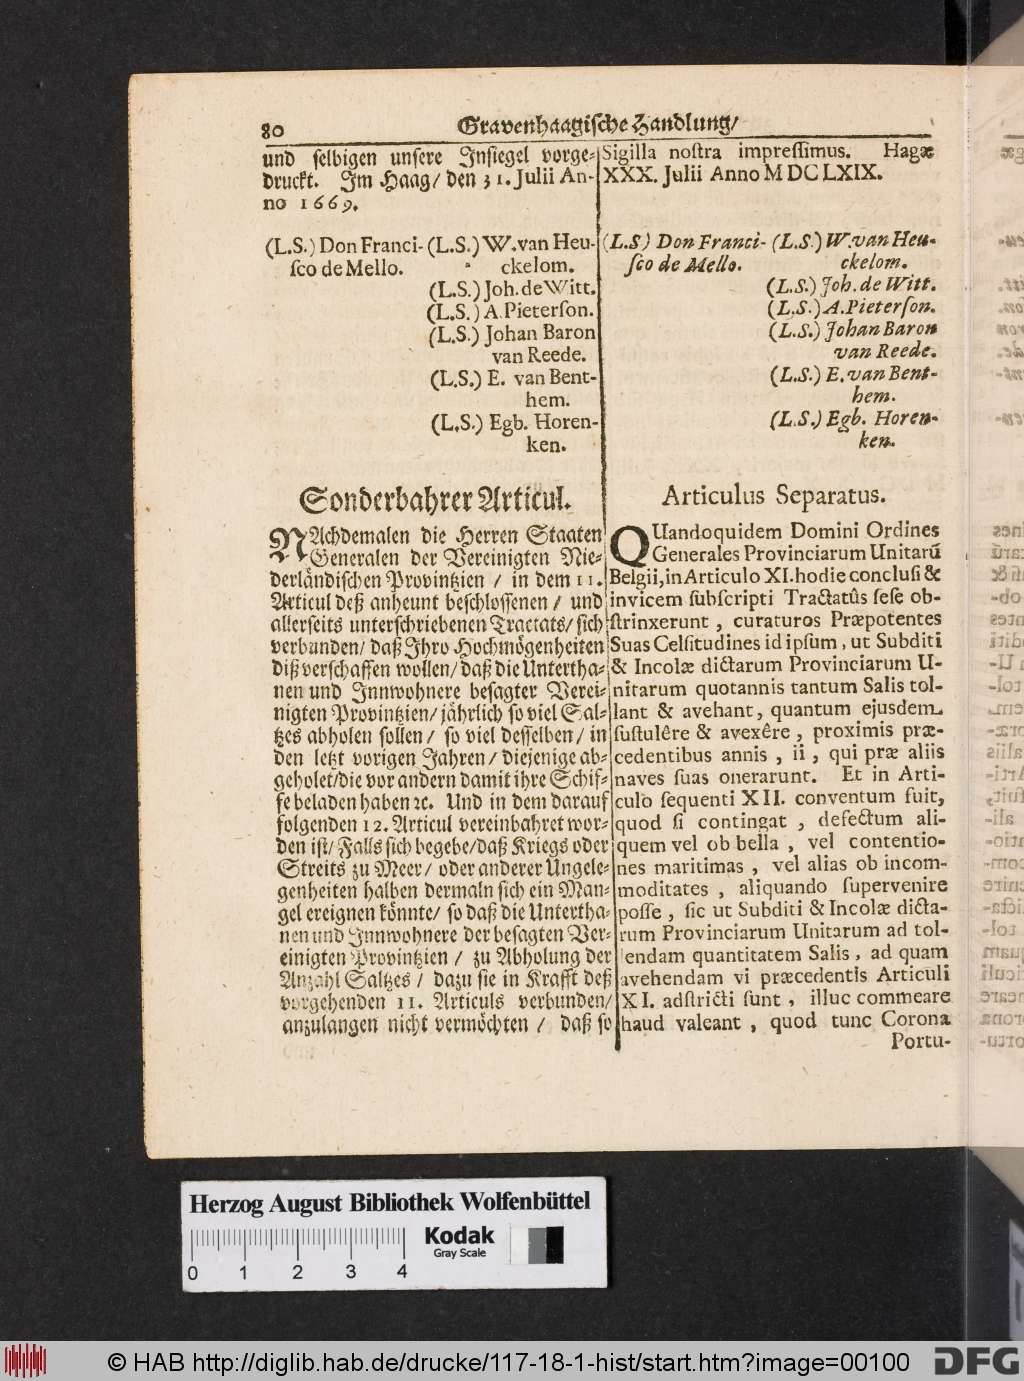 80 Gravenhaagische Handlung/
und selbigen unsere Insiegel vorge-
druckt. Im Haag/ den 31. Julii An-
no 1669.
(L.S.) Don Franci- (L.S.) W. van Heu-
sco de Mello. ckelom.
(L.S.) Joh. de Witt.
(L.S.) A. Pieterson.
(L.S.) Johan Baron
van Reede.
(L.S.) E. van Bent-
hem.
(L.S.) Egb. Horen-
ken.
Sonderbahrer Articul.
NAchdemalen die Herren Staaten
Generalen der Vereinigten Nie-
derländischen Provintzien / in dem 11.
Articul deß anheunt beschlossenen / und
allerseits unterschriebenen Tractats/ sich
verbunden/ daß Ihro Hochmögenheiten
diß verschaffen wollen/ daß die Untertha-
nen und Innwohnere besagter Verei-
nigten Provintzien/ jährlich so viel Sal-
tzes abholen sollen/ so viel desselben/ in
den letzt vorigen Jahren/ diejenige ab-
geholet/die vor andern damit ihre Schif-
fe beladen haben ꝛc. Und in dem darauf
folgenden 12. Articul vereinbahret wor-
den ist/ Falls sich begebe/ daß Kriegs oder
Streits zu Meer/ oder anderer Ungele-
genheiten halben dermaln sich ein Man-
gel ereignen könnte/ so daß die Untertha-
nen und Innwohnere der besagten Ver-
einigten Provintzien / zu Abholung der
Anzahl Saltzes / dazu sie in Krafft deß
vorgehenden 11. Articuls verbunden/
anzulangen nicht vermöchten / daß so
Sigilla nostra impressimus. Hagæ
XXX. Julii Anno M DC LXIX.
(L.S.) Don Franci- (L.S.) W. van Heu-
sco de Mello. ckelom.
(L.S.) Joh. de Witt.
(L.S.) A. Pieterson.
(L.S.) Johan Baron
van Reede.
(L.S.) E. van Bent-
hem.
(L.S.) Egb. Horen-
ken.
Articulus Separatus.
QUandoquidem Domini Ordines
Generales Provinciarum Unitarū
Belgii, in Articulo XI. hodie conclusi &
invicem subscripti Tractatûs sese ob-
strinxerunt, curaturos Præpotentes
Suas Celsitudines id ipsum, ut Subditi
& Incolæ dictarum Provinciarum U-
nitarum quotannis tantum Salis tol-
lant & avehant, quantum ejusdem
sustulêre & avexêre, proximis præ-
cedentibus annis, ii, qui præ aliis
naves suas onerarunt. Et in Arti-
culo sequenti XII. conventum fuit,
quod si contingat, defectum ali-
quem vel ob bella, vel contentio-
nes maritimas, vel alias ob incom-
moditates, aliquando supervenire
posse, sic ut Subditi & Incolæ dicta-
rum Provinciarum Unitarum ad tol-
lendam quantitatem Salis, ad quam
avehendam vi præcedentis Articuli
XI. adstricti sunt, illuc commeare
haud valeant, quod tunc Corona
Portu-
Herzog August Bibliothek Wolfenbüttel
Kodak
Gray Scale
0 1 2 3 4
© HAB http://diglib.hab.de/drucke/117-18-1-hist/start.htm?image=00100
DFG